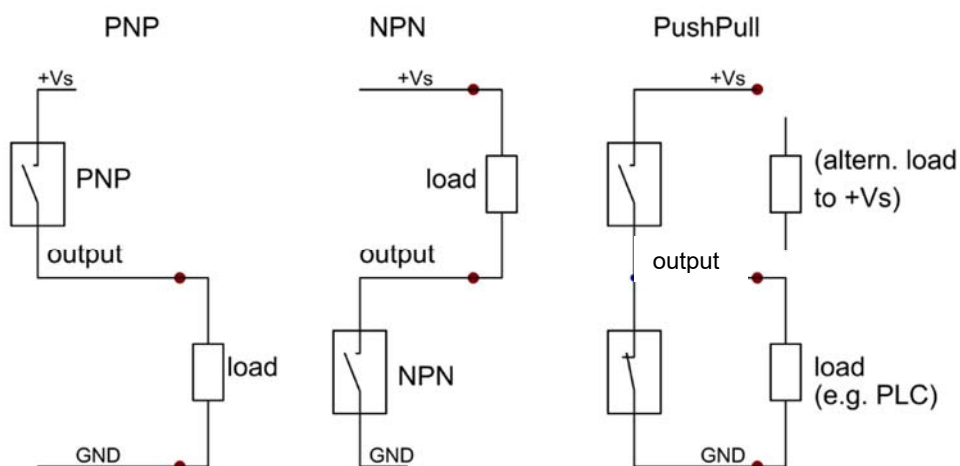 PNP
NPN
PushPull
+Vs
+Vs
+Vs
PNP
load
(altern. load
to +Vs)
output
output
output
load
NPN
load
(e.g. PLC)
GND
GND
GND